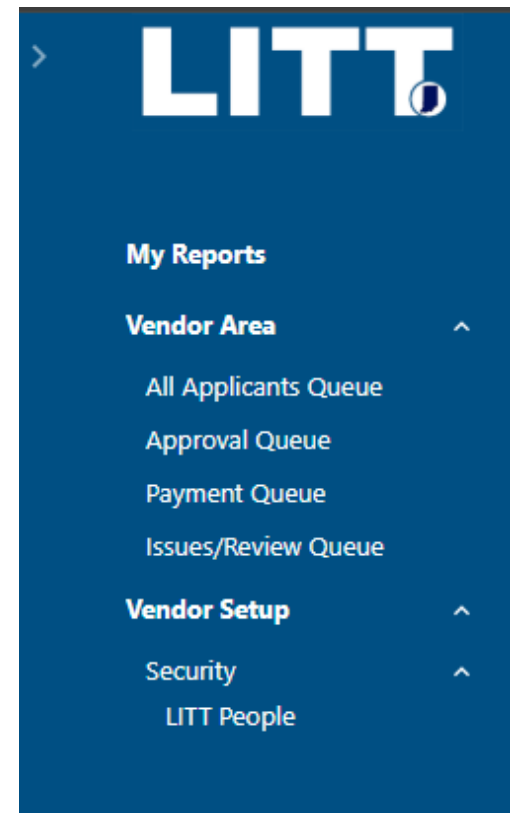 LITT
My Reports
Vendor Area
All Applicants Queue
Approval Queue
Payment Queue
Issues/Review Queue
Vendor Setup
Security
LITT People